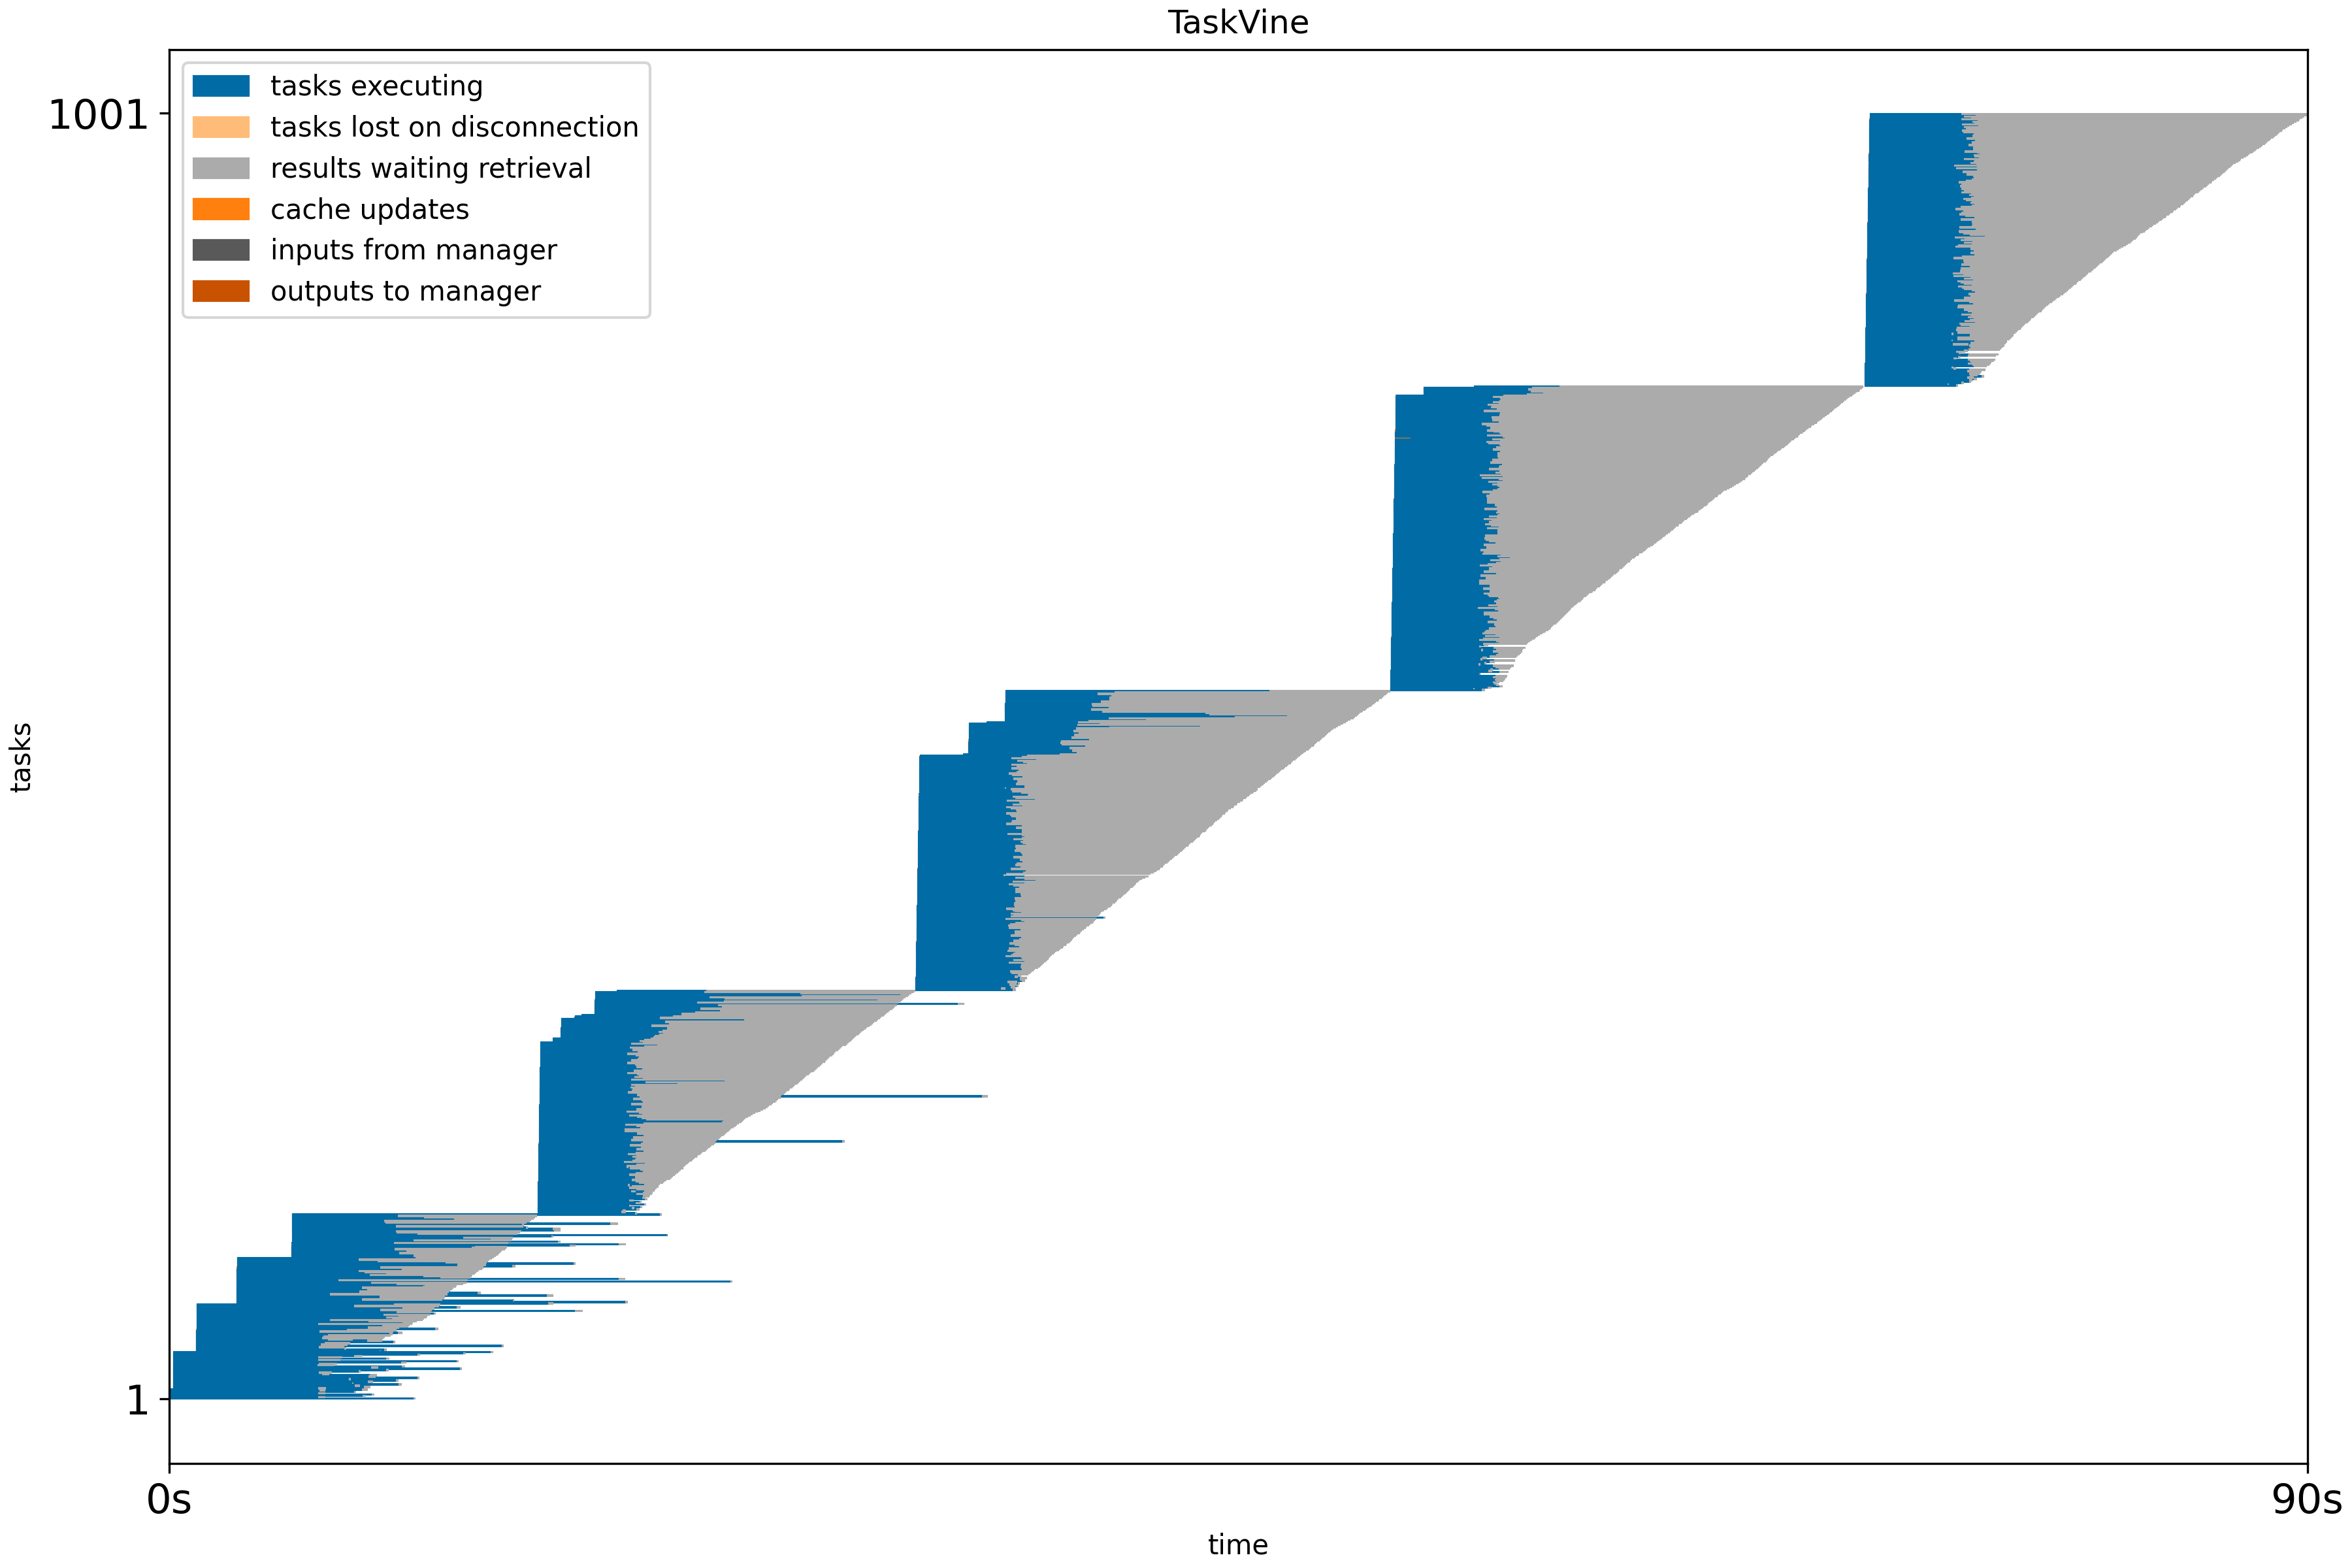 TaskVine
tasks executing
tasks lost on disconnection
results waiting retrieval
cache updates
inputs from manager
outputs to manager
1001
tasks
1
0s
90s
time